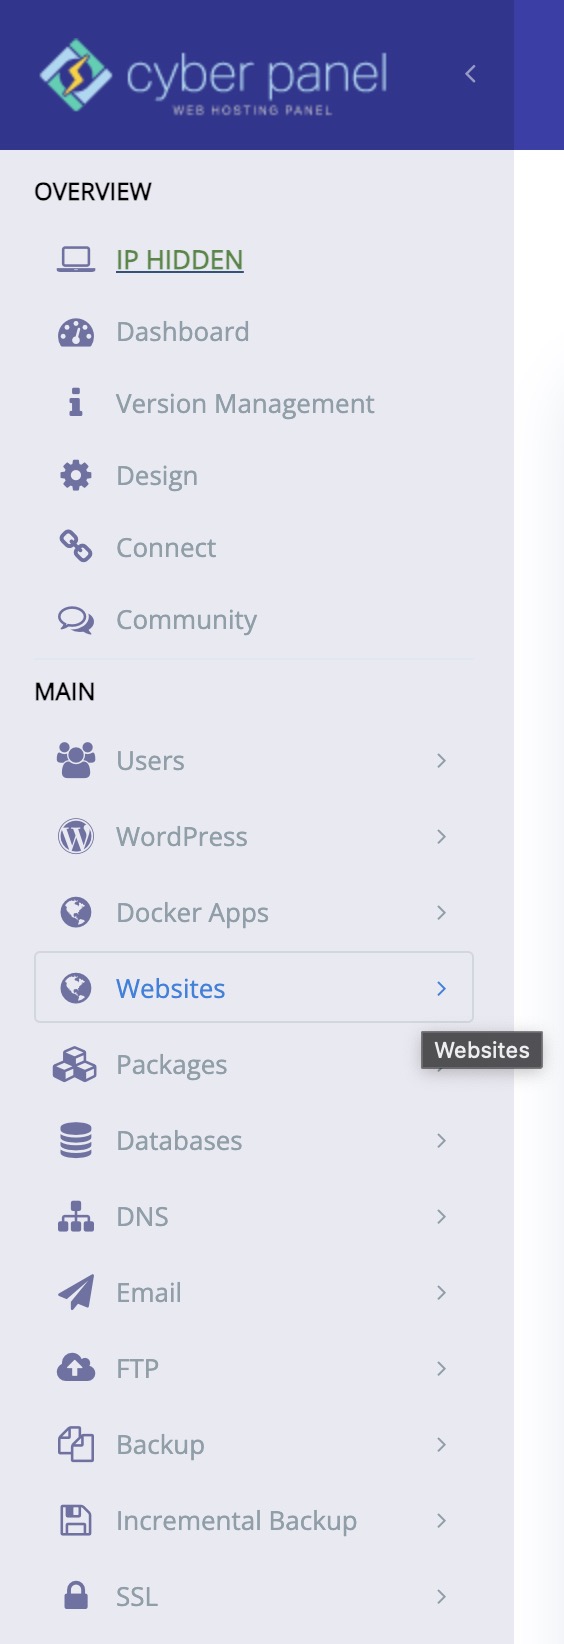 cyber panel
WEB HOSTING PANEL
OVERVIEW
IP HIDDEN
Dashboard
Version Management
Design
Connect
Community
MAIN
Users
WordPress
Docker Apps
Websites
Websites
Packages
Databases
DNS
Email
FTP
Backup
Incremental Backup
SSL